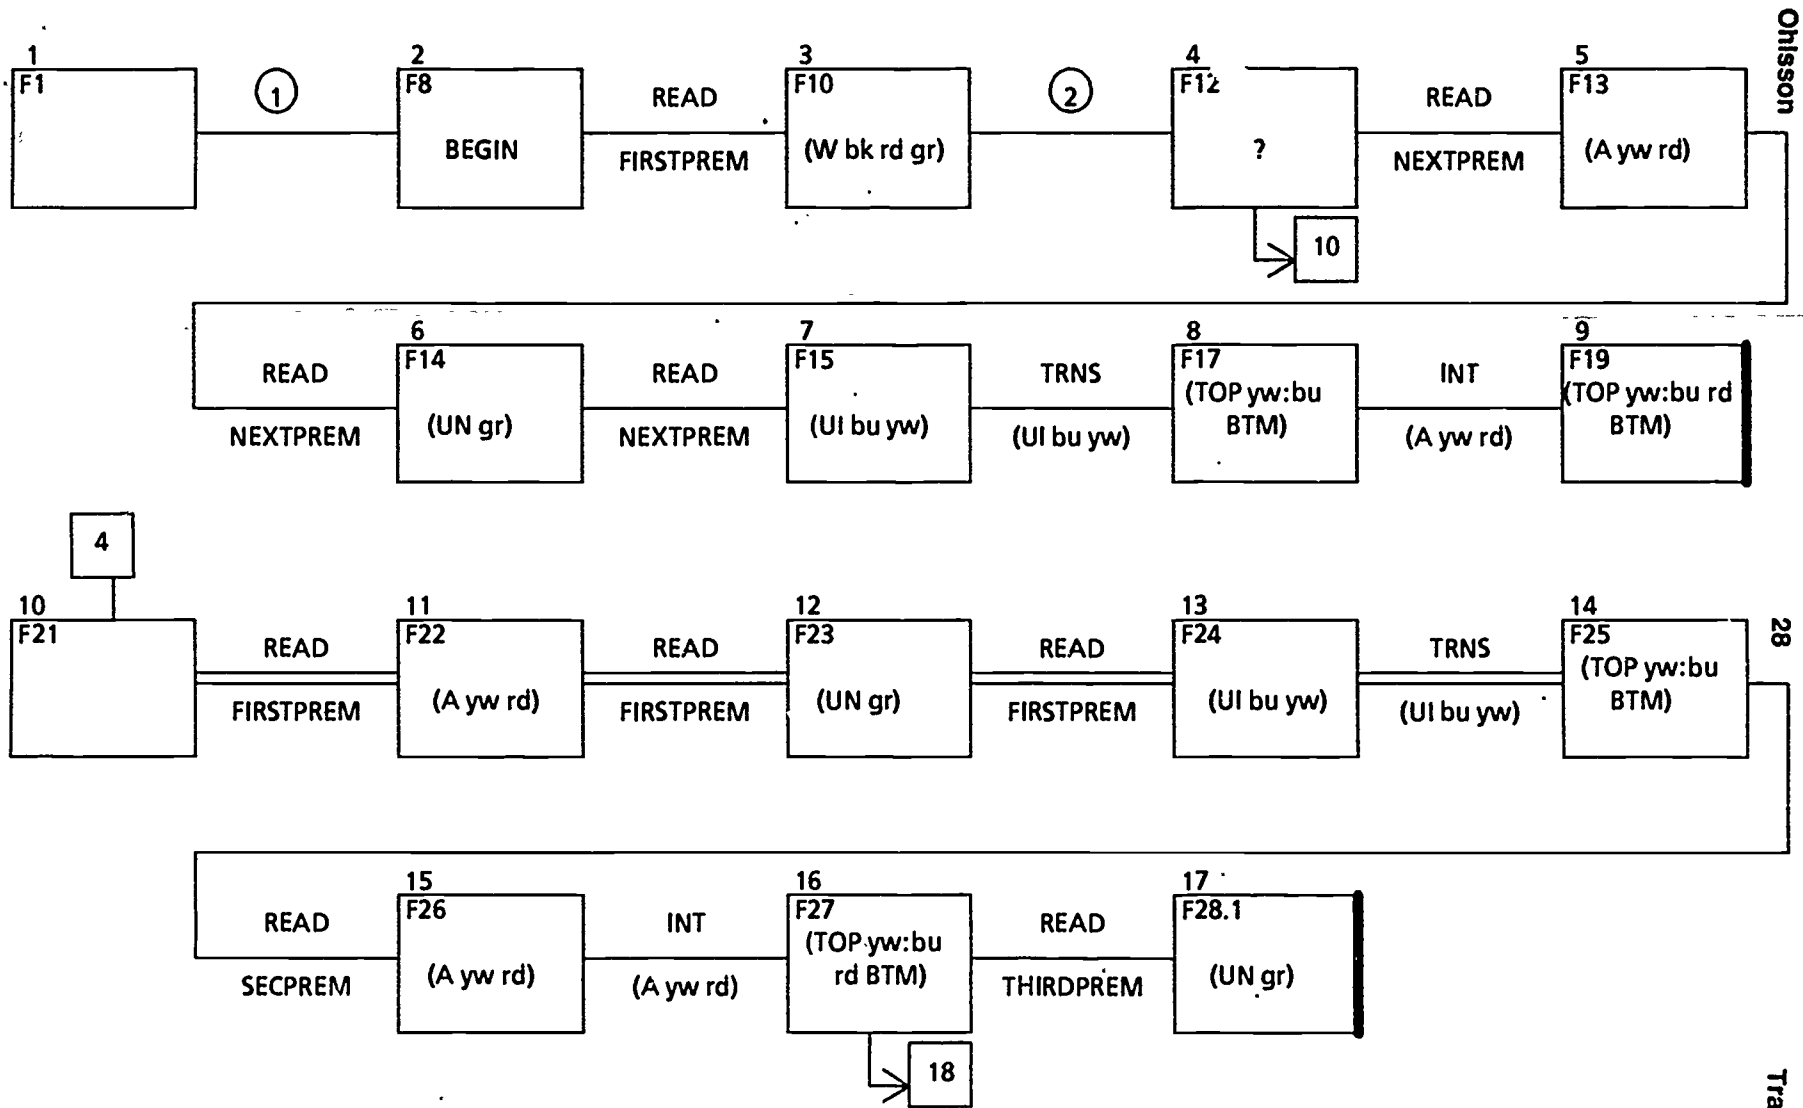 Ohlsson
1
F1
1
2
F8
BEGIN
READ
FIRSTPREM
3
F10
(W bk rd gr)
2
4
F12
?
10
READ
NEXTPREM
5
F13
(A yw rd)
READ
NEXTPREM
6
F14
(UN gr)
READ
NEXTPREM
7
F15
(UI bu yw)
TRNS
(UI bu yw)
8
F17
(TOP yw:bu
BTM)
INT
(A yw rd)
9
F19
(TOP yw:bu rd
BTM)
4
10
F21
READ
FIRSTPREM
11
F22
(A yw rd)
READ
FIRSTPREM
12
F23
(UN gr)
READ
FIRSTPREM
13
F24
(UI bu yw)
TRNS
(UI bu yw)
14
F25
(TOP yw:bu
BTM)
28
READ
SECPREM
15
F26
(A yw rd)
INT
(A yw rd)
16
F27
(TOP yw:bu
rd BTM)
18
READ
THIRDPREM
17
F28.1
(UN gr)
Tra